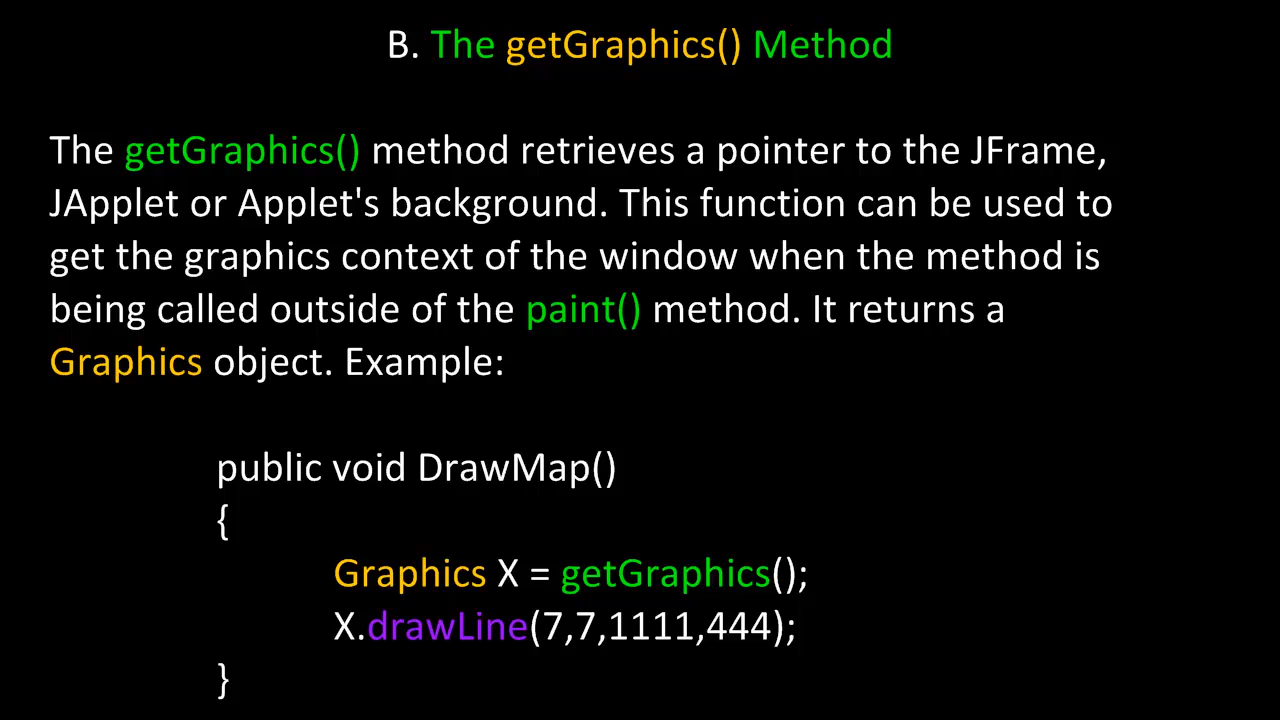 B. The getGraphics() Method
The getGraphics() method retrieves a pointer to the JFrame,
JApplet or Applet's background. This function can be used to
get the graphics context of the window when the method is
being called outside of the paint() method. It returns a
Graphics object. Example:
public void DrawMap()
{
Graphics X = getGraphics();
X.drawLine(7,7,1111,444);
}